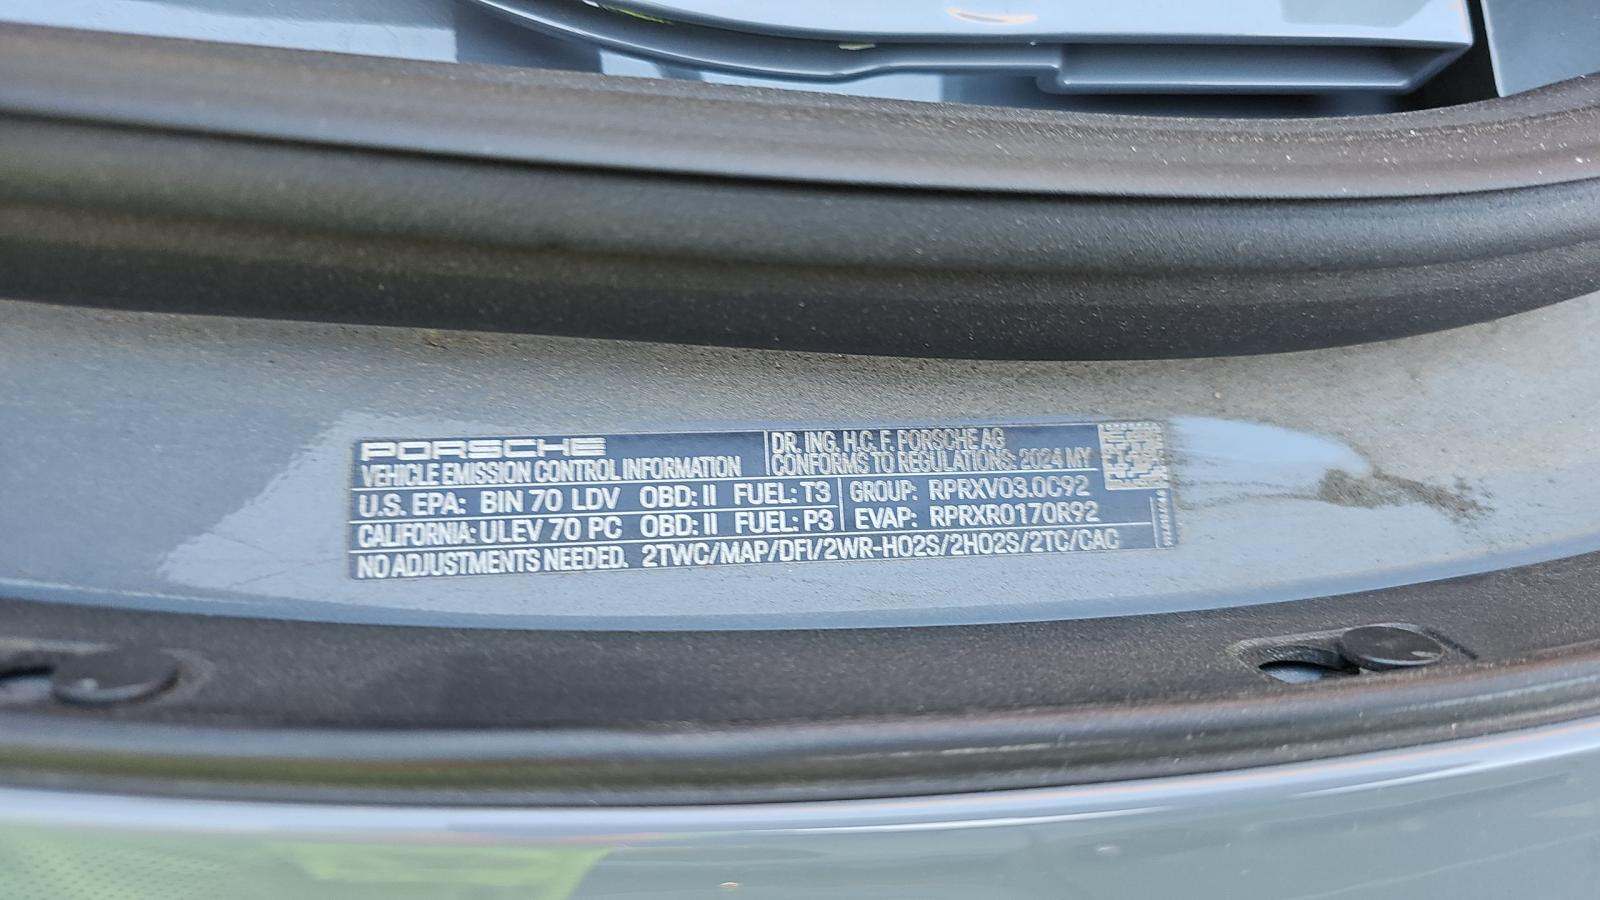 PORSCHE
VEHICLE EMISSION CONTROL INFORMATION
DR. ING. H.C. F. PORSCHE AG
CONFORMS TO REGULATIONS: 2024 MY
U.S. EPA: BIN 70 LDV OBD: II FUEL: T3
GROUP: RPRXV03.0C92
CALIFORNIA: ULEV 70 PC OBD: II FUEL: P3
EVAP: RPRXR0170R92
NO ADJUSTMENTS NEEDED. 2TWC/MAP/DFI/2WR-HO2S/2HO2S/2TC/CAC